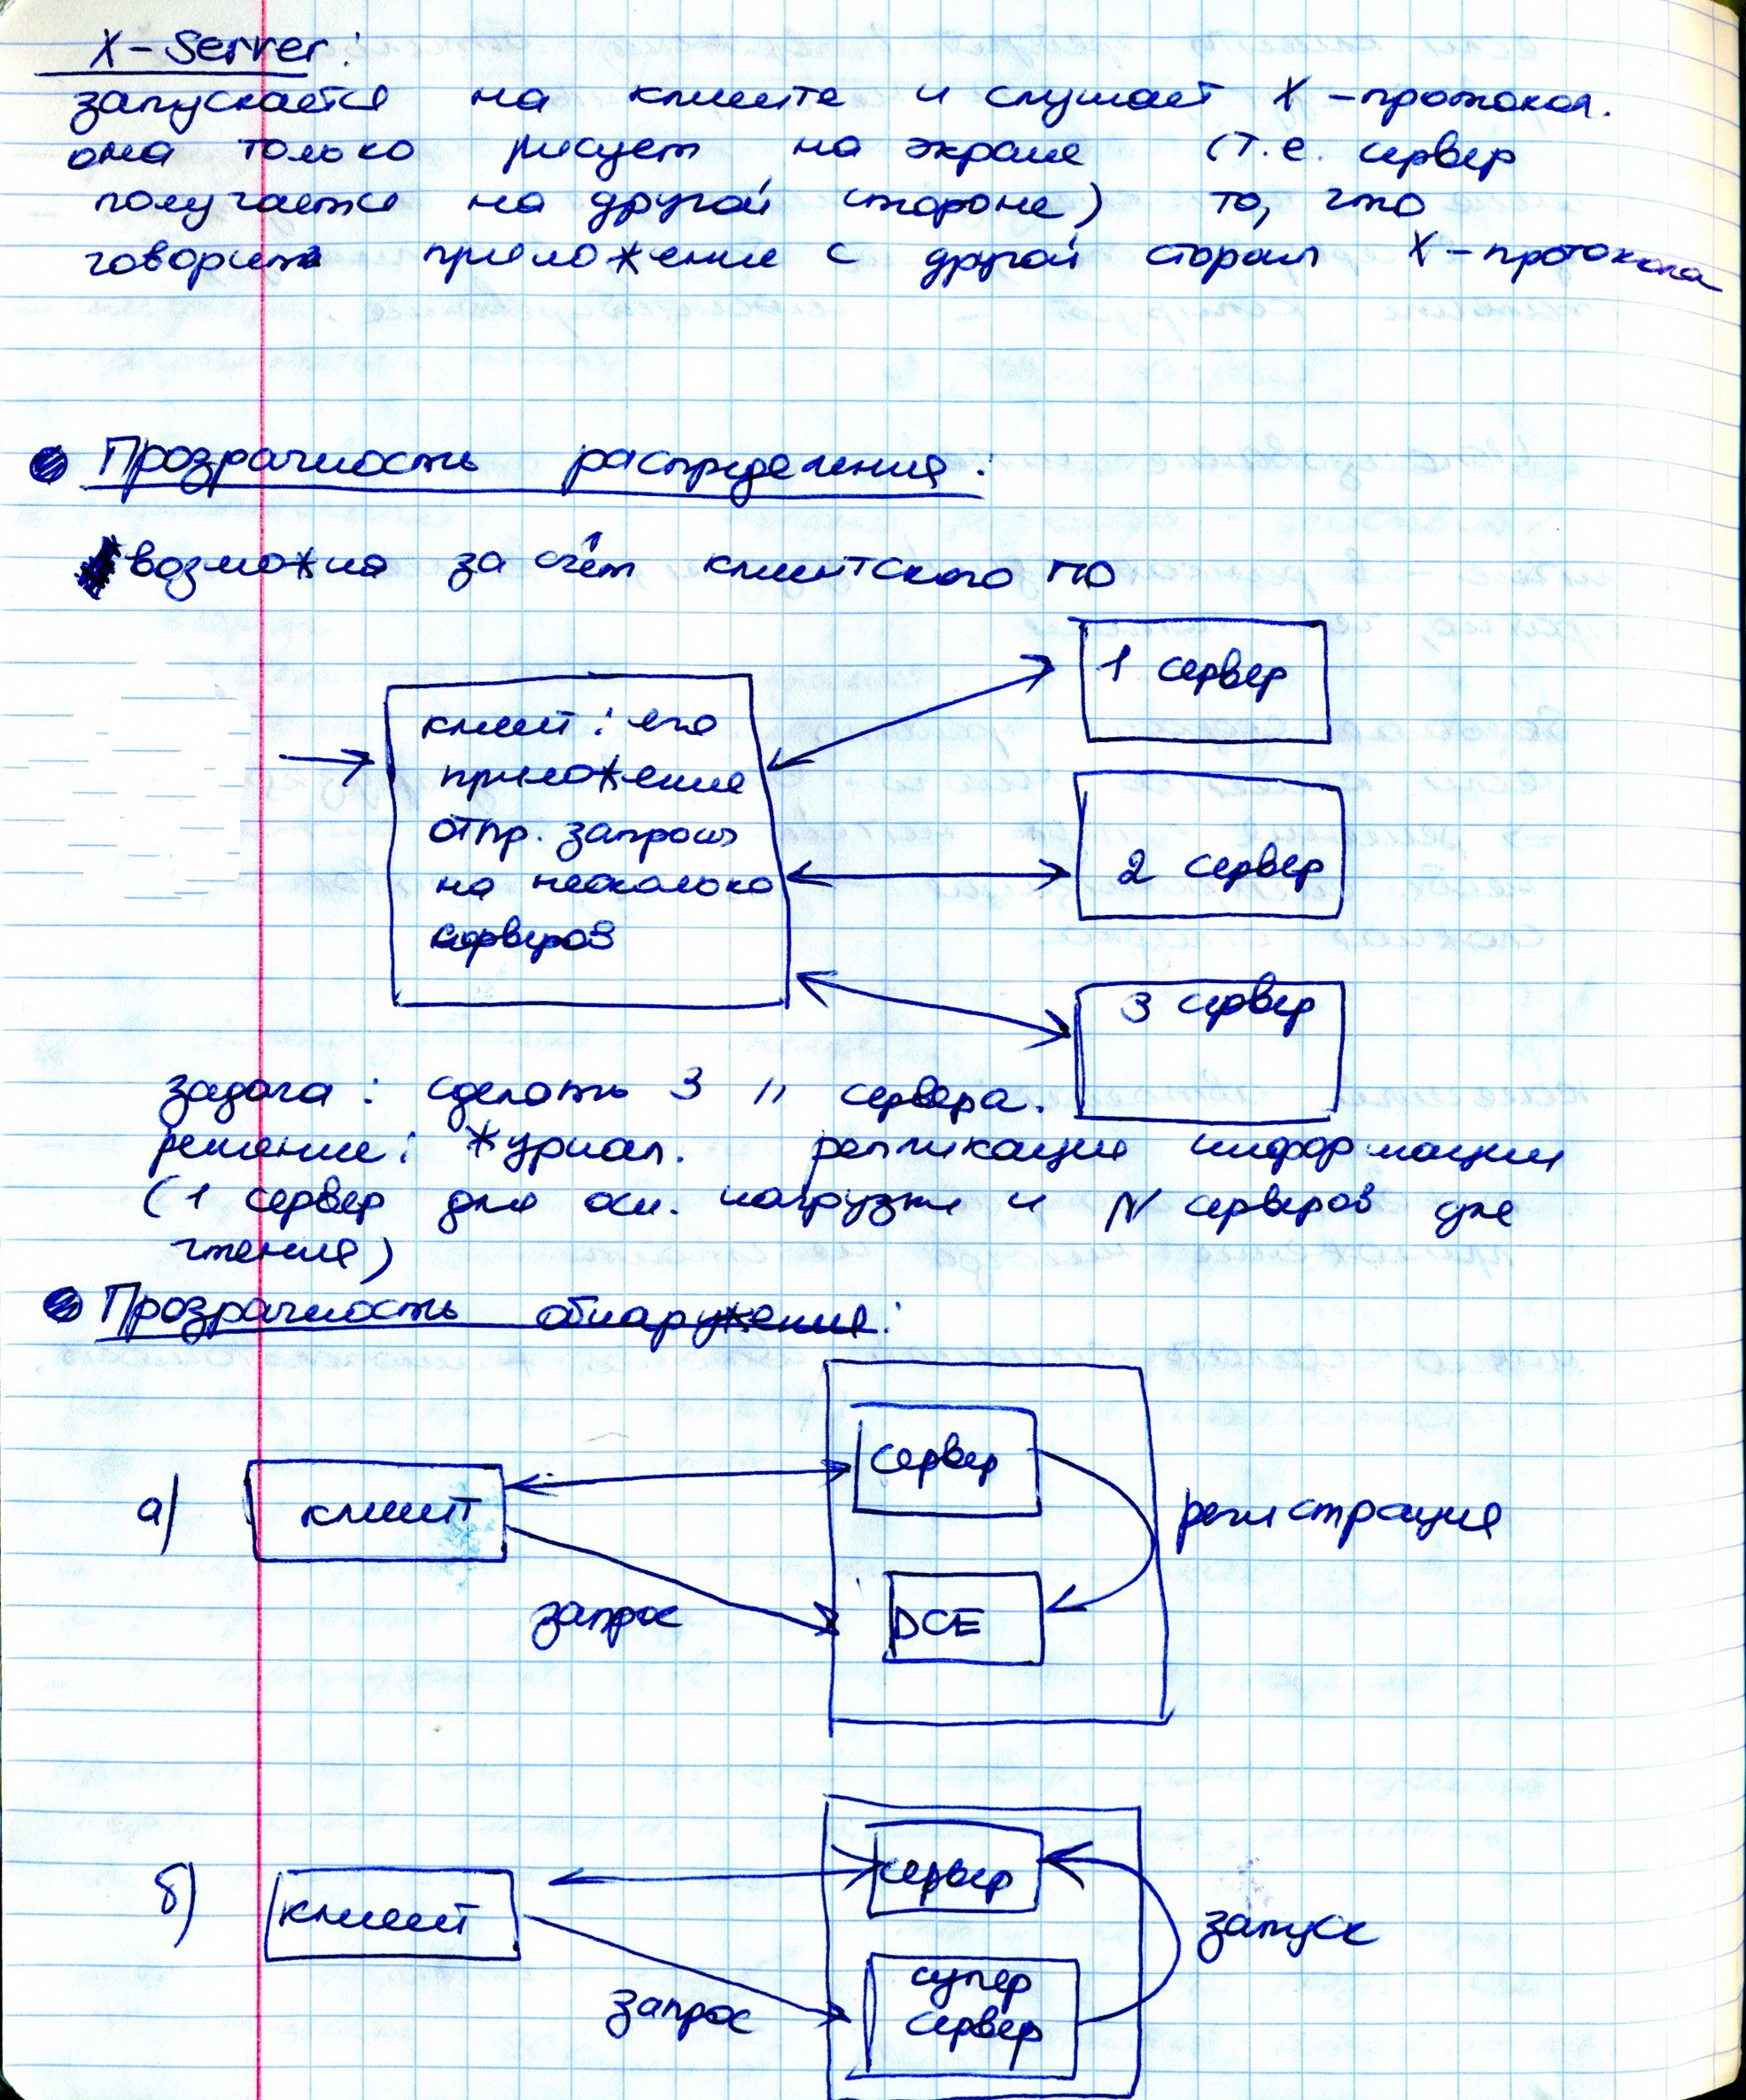 X-Server:
запускается на клиенте и слушает X-протокол.
она только рисует на экране (т.е. сервер
получается на другой стороне) то, что
говорит приложение с другой сторон X-протокола
Прозрачность распределения:
возможна за счёт клиентского ПО
клиент: его
приложение
отпр. запросы
на несколько
серверов
1 сервер
2 сервер
3 сервер
задача: сделать 3 || сервера.
решение: журнал. репликация информации
(1 сервер для осн. нагрузки и N серверов для
чтения)
Прозрачность обнаружения:
а)
клиент
сервер
регистрация
запрос
DCE
б)
клиент
сервер
запуск
запрос
супер
сервер